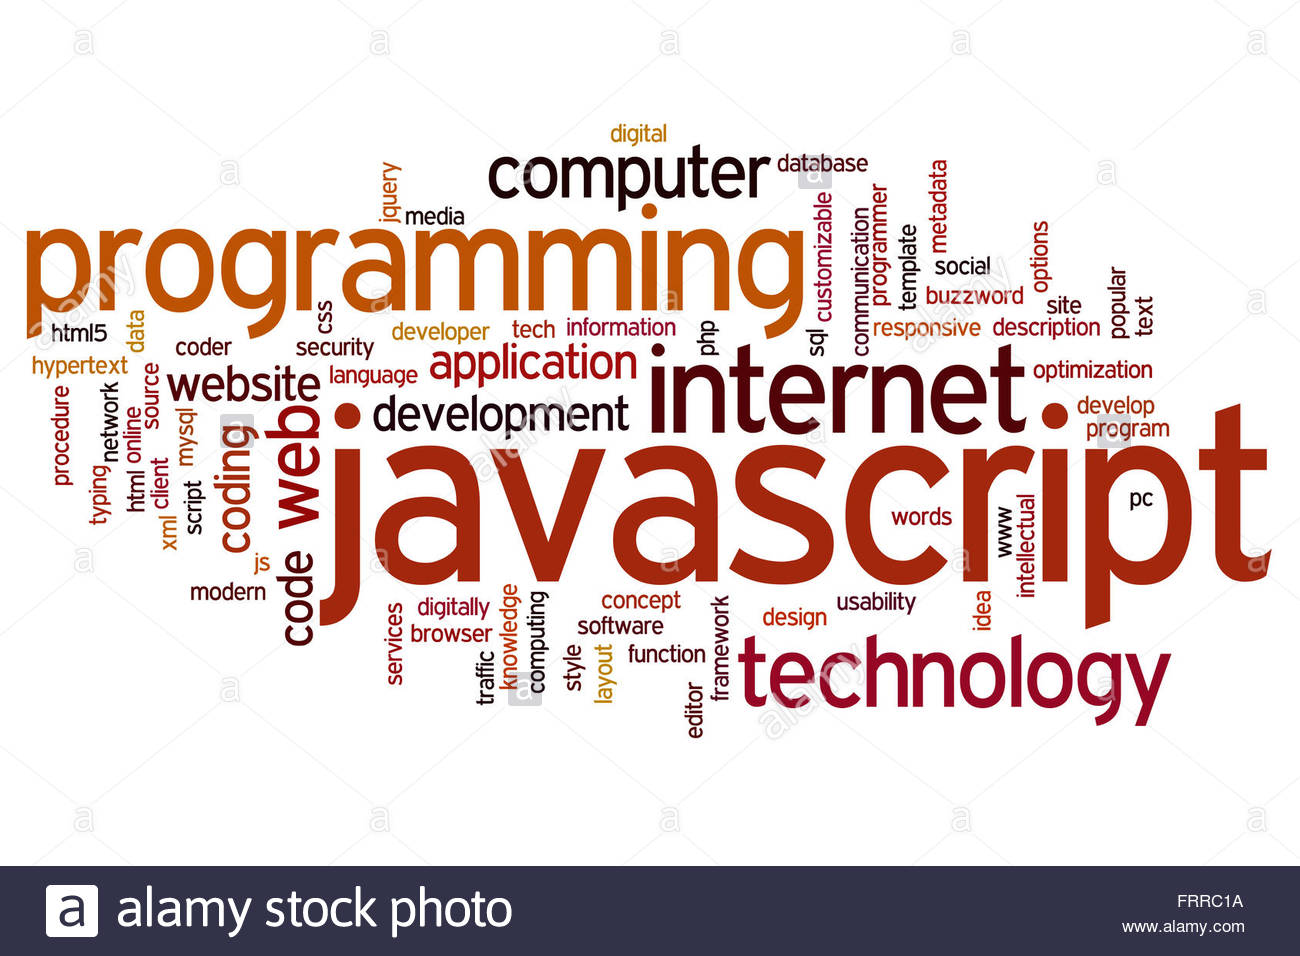 digital
computer
database
jquery
media
programming
customizable
communication
programmer
template
metadata
social
buzzword
options
site
popular
text
html5
data
css
coder
security
developer
tech
information
php
sql
responsive
description
hypertext
source
website
language
application
internet
optimization
procedure
network
online
mysql
development
develop
program
typing
html
client
xml
script
coding
web
javascript
words
www
intellectual
pc
js
modern
code
services
digitally
browser
traffic
knowledge
computing
concept
software
style
layout
function
editor
framework
design
usability
idea
technology
alamy
alamy
alamy
a alamy stock photo
FRRC1A
www.alamy.com